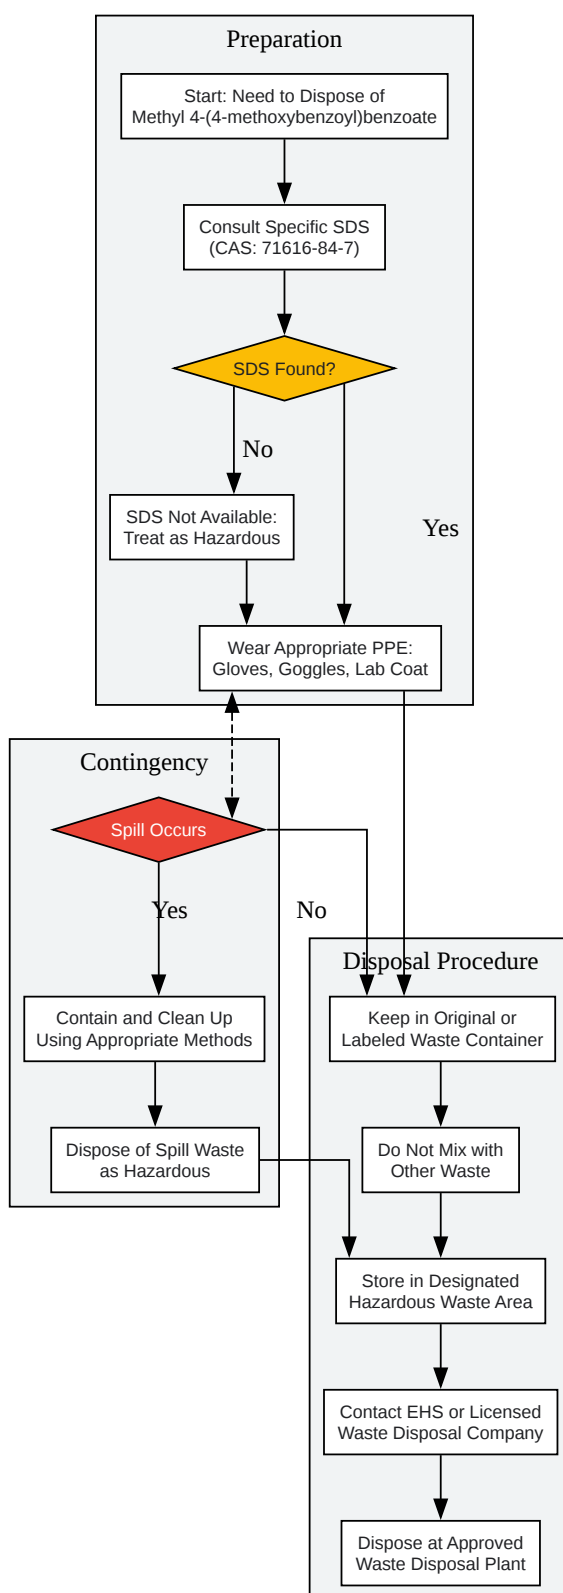 Preparation
Start: Need to Dispose of
Methyl 4-(4-methoxybenzoyl)benzoate
Consult Specific SDS
(CAS: 71616-84-7)
SDS Found?
No
SDS Not Available:
Treat as Hazardous
Yes
Wear Appropriate PPE:
Gloves, Goggles, Lab Coat
Contingency
Spill Occurs
Yes
No
Contain and Clean Up
Using Appropriate Methods
Dispose of Spill Waste
as Hazardous
Disposal Procedure
Keep in Original or
Labeled Waste Container
Do Not Mix with
Other Waste
Store in Designated
Hazardous Waste Area
Contact EHS or Licensed
Waste Disposal Company
Dispose at Approved
Waste Disposal Plant